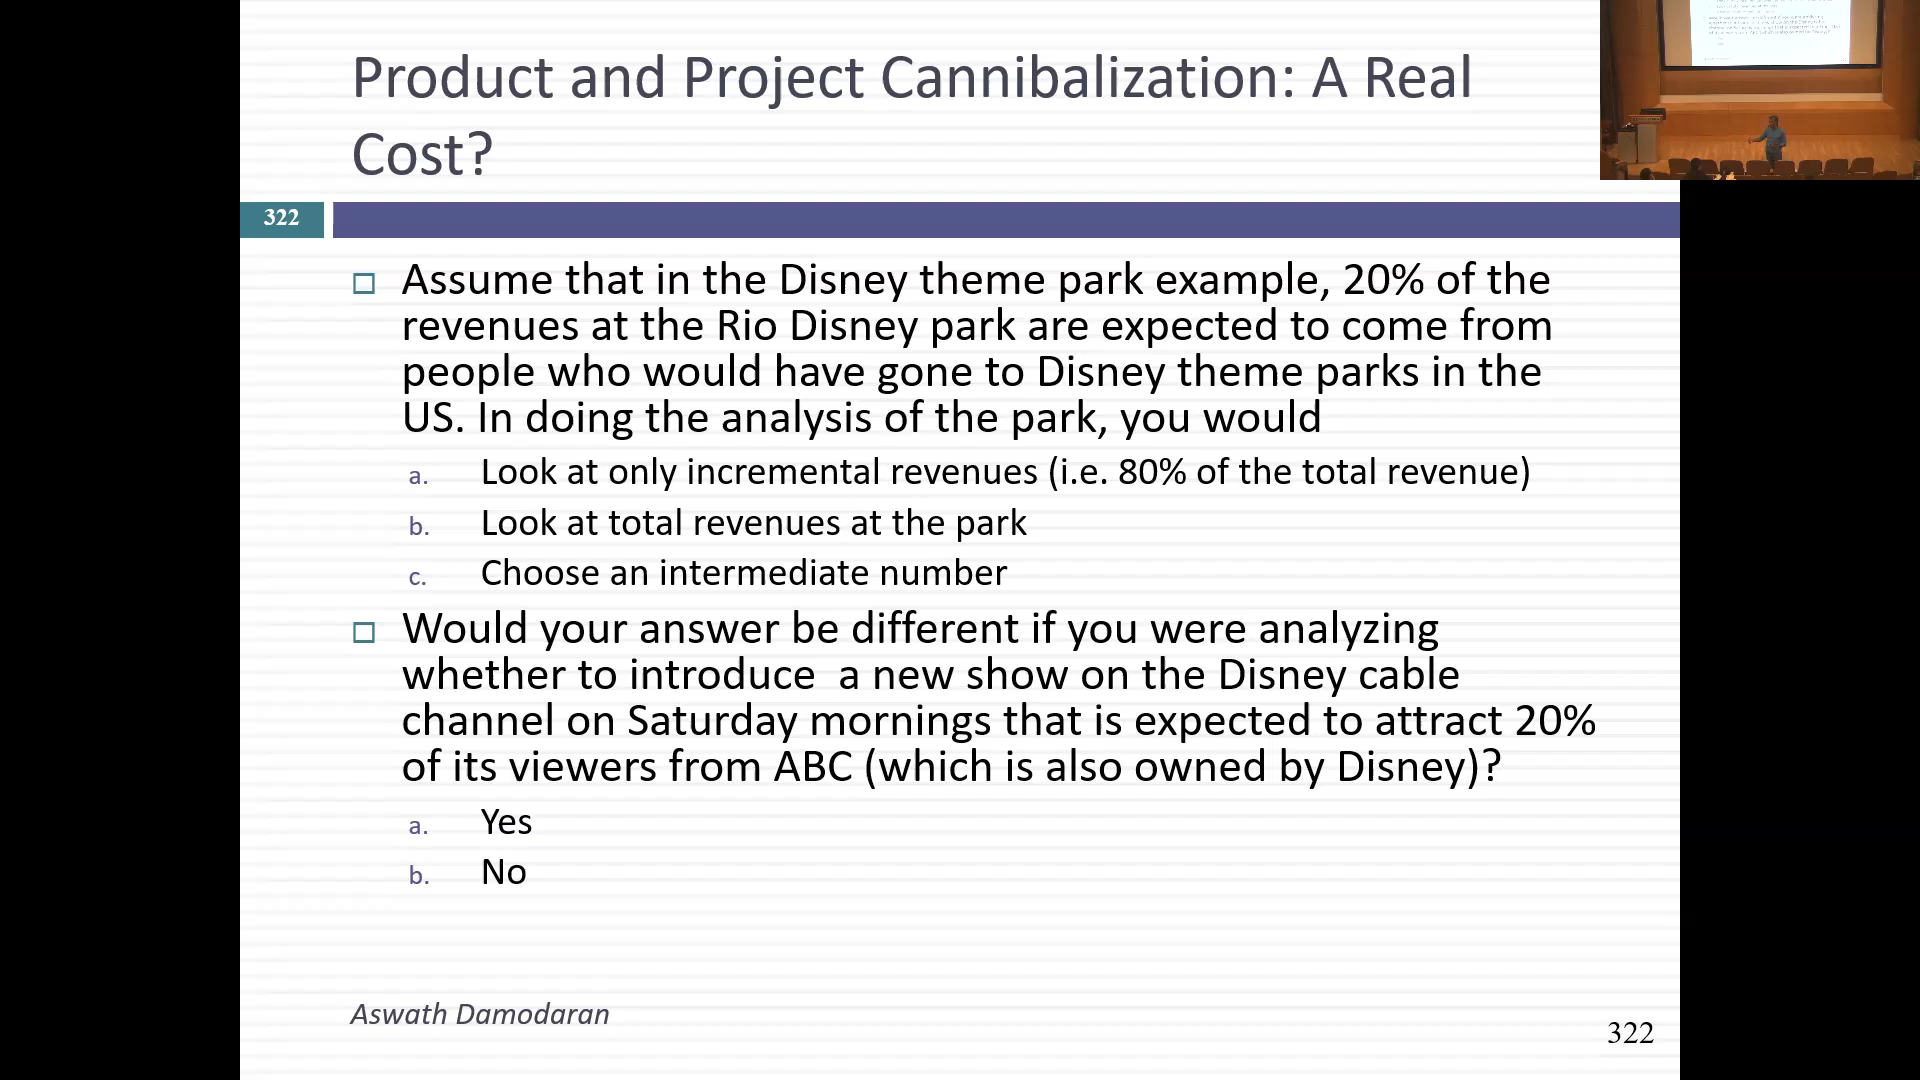 Product and Project Cannibalization: A Real
Cost?
322
Assume that in the Disney theme park example, 20% of the
revenues at the Rio Disney park are expected to come from
people who would have gone to Disney theme parks in the
US. In doing the analysis of the park, you would
a. Look at only incremental revenues (i.e. 80% of the total revenue)
b. Look at total revenues at the park
c. Choose an intermediate number
Would your answer be different if you were analyzing
whether to introduce  a new show on the Disney cable
channel on Saturday mornings that is expected to attract 20%
of its viewers from ABC (which is also owned by Disney)?
a. Yes
b. No
Aswath Damodaran
322